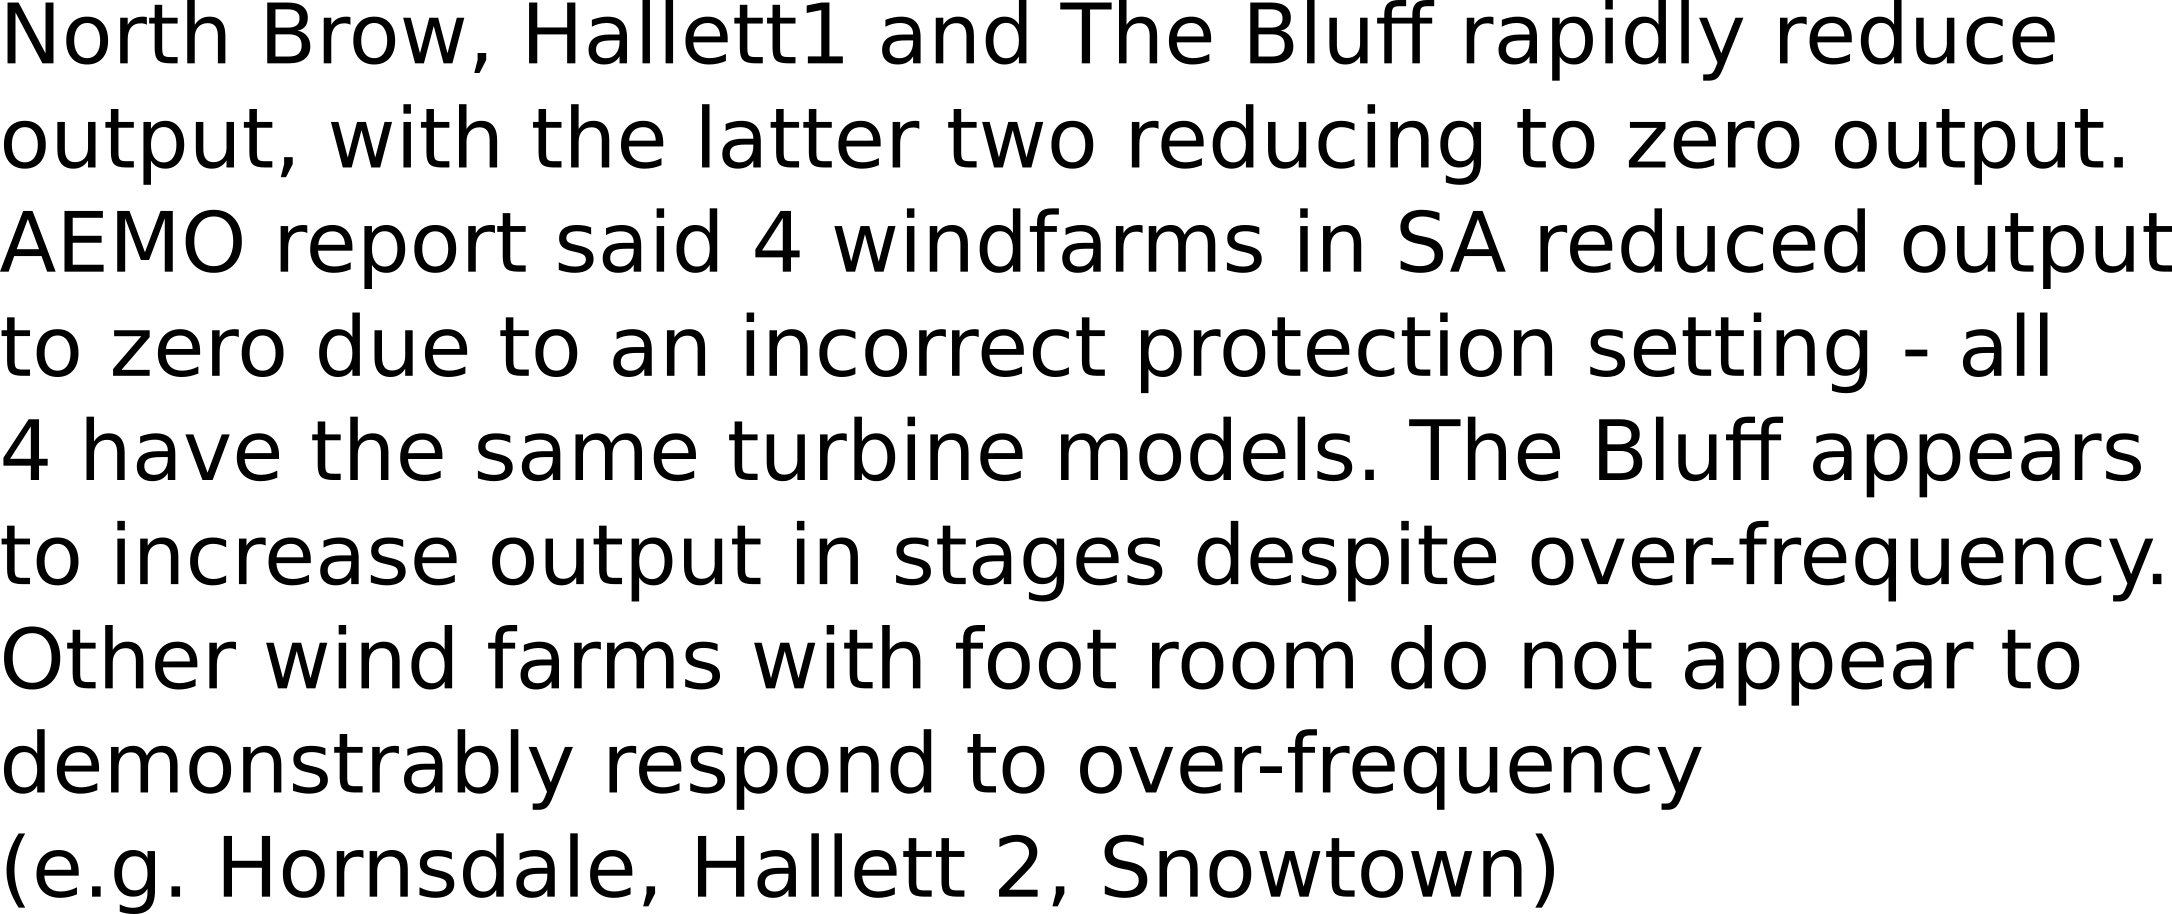 North Brow, Hallett1 and The Bluff rapidly reduce
output, with the latter two reducing to zero output.
AEMO report said 4 windfarms in SA reduced output
to zero due to an incorrect protection setting - all
4 have the same turbine models. The Bluff appears
to increase output in stages despite over-frequency.
Other wind farms with foot room do not appear to
demonstrably respond to over-frequency
(e.g. Hornsdale, Hallett 2, Snowtown)